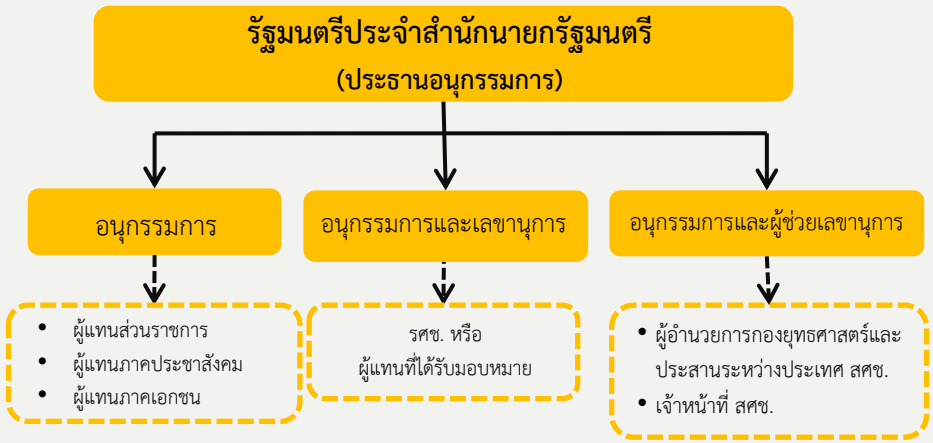 รัฐมนตรีประจำสำนักนายกรัฐมนตรี
(ประธานอนุกรรมการ)
อนุกรรมการ
อนุกรรมการและเลขานุการ
อนุกรรมการและผู้ช่วยเลขานุการ
• ผู้แทนส่วนราชการ
• ผู้แทนภาคประชาสังคม
• ผู้แทนภาคเอกชน
รศช. หรือ
ผู้แทนที่ได้รับมอบหมาย
• ผู้อำนวยการกองยุทธศาสตร์และ
ประสานระหว่างประเทศ สศช.
• เจ้าหน้าที่ สศช.